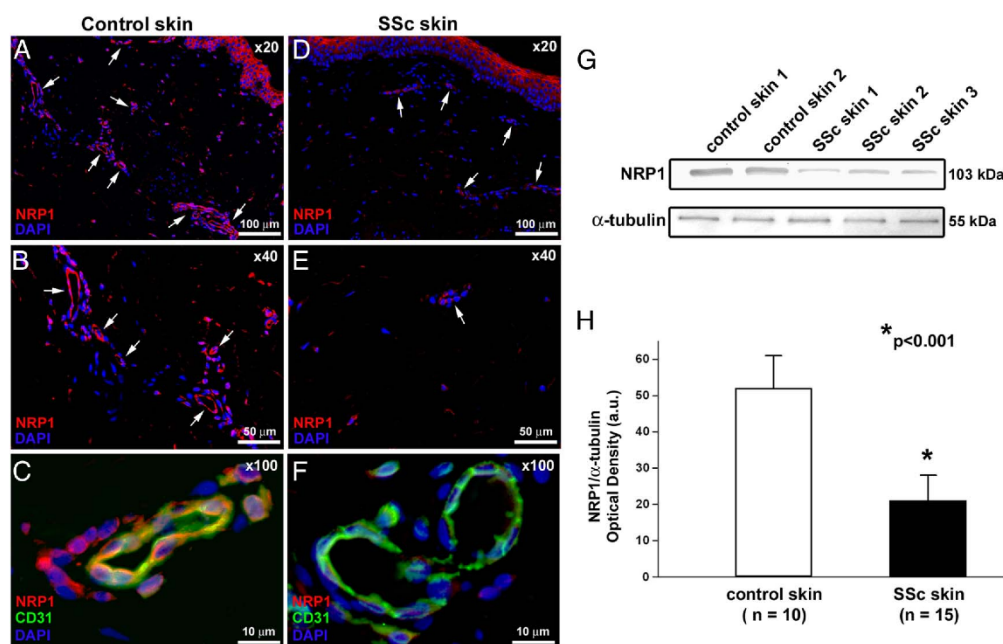 Control skin
SSc skin
A
x20
NRP1
DAPI
100 μm
D
x20
NRP1
DAPI
100 μm
B
x40
NRP1
DAPI
50 μm
E
x40
NRP1
DAPI
50 μm
C
x100
NRP1
CD31
DAPI
10 μm
F
x100
NRP1
CD31
DAPI
10 μm
G
control skin 1
control skin 2
SSc skin 1
SSc skin 2
SSc skin 3
NRP1
103 kDa
α-tubulin
55 kDa
H
* p<0.001
NRP1/α-tubulin
Optical Density (a.u.)
60
50
40
30
20
10
0
*
control skin
( n = 10)
SSc skin
(n = 15)